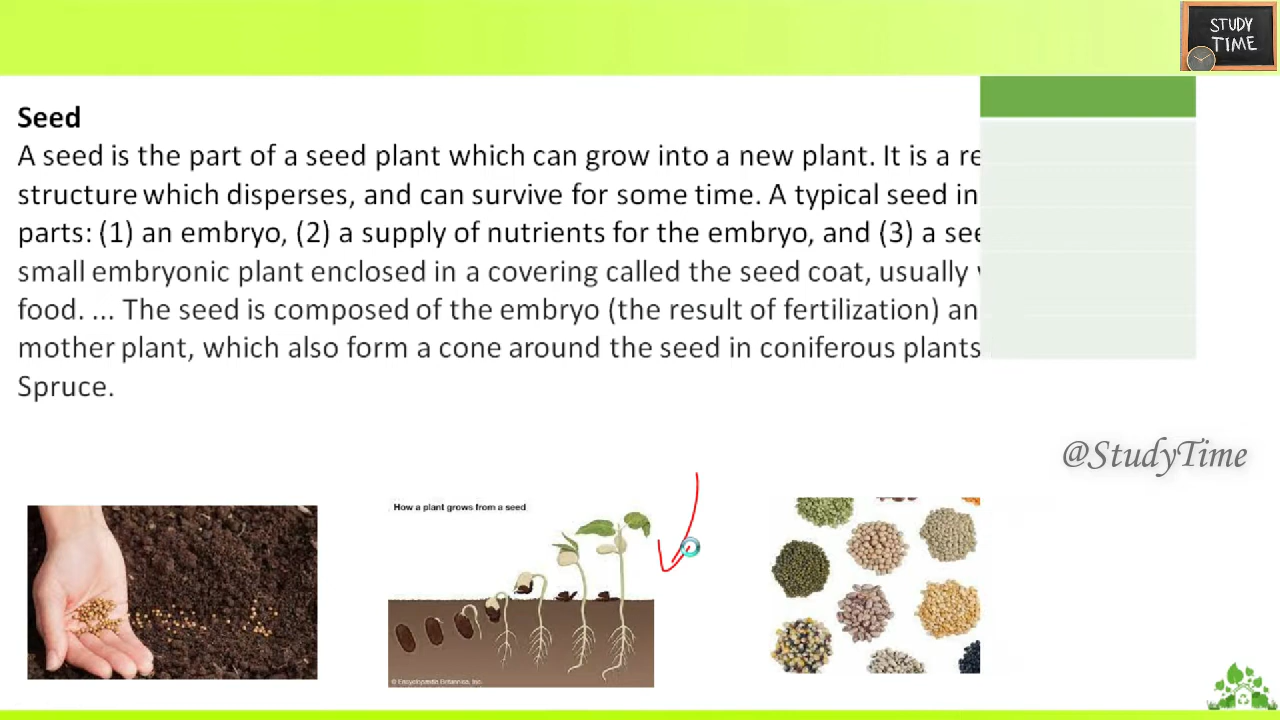 STUDY
TIME
Seed
A seed is the part of a seed plant which can grow into a new plant. It is a re
structure which disperses, and can survive for some time. A typical seed in
parts: (1) an embryo, (2) a supply of nutrients for the embryo, and (3) a see
small embryonic plant enclosed in a covering called the seed coat, usually
food. ... The seed is composed of the embryo (the result of fertilization) an
mother plant, which also form a cone around the seed in coniferous plants
Spruce.
@StudyTime
How a plant grows from a seed
© Encyclopædia Britannica, Inc.